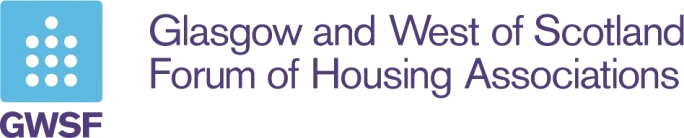 Glasgow and West of Scotland
Forum of Housing Associations
GWSF